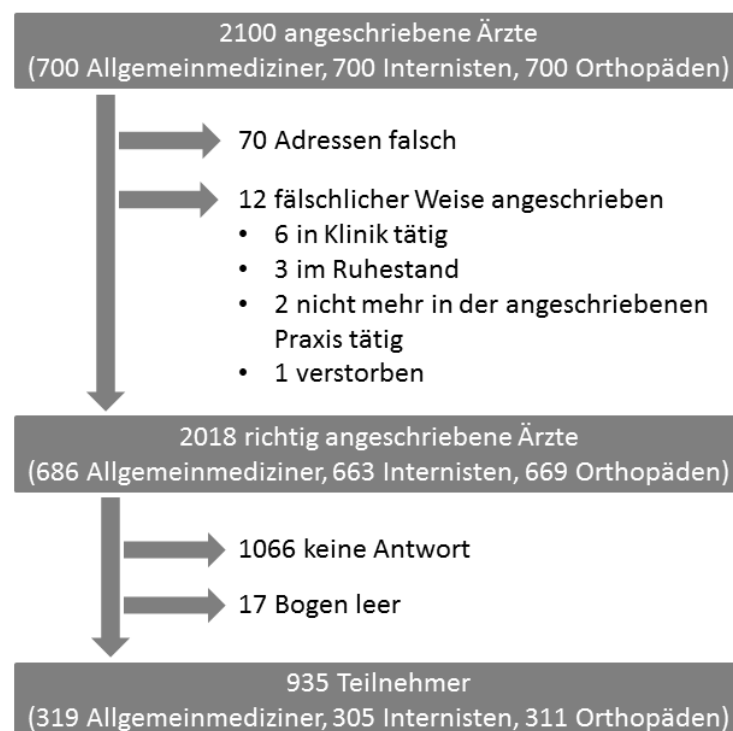 2100 angeschriebene Ärzte
(700 Allgemeinmediziner, 700 Internisten, 700 Orthopäden)
70 Adressen falsch
12 fälschlicher Weise angeschrieben
• 6 in Klinik tätig
• 3 im Ruhestand
• 2 nicht mehr in der angeschriebenen
Praxis tätig
• 1 verstorben
2018 richtig angeschriebene Ärzte
(686 Allgemeinmediziner, 663 Internisten, 669 Orthopäden)
1066 keine Antwort
17 Bogen leer
935 Teilnehmer
(319 Allgemeinmediziner, 305 Internisten, 311 Orthopäden)